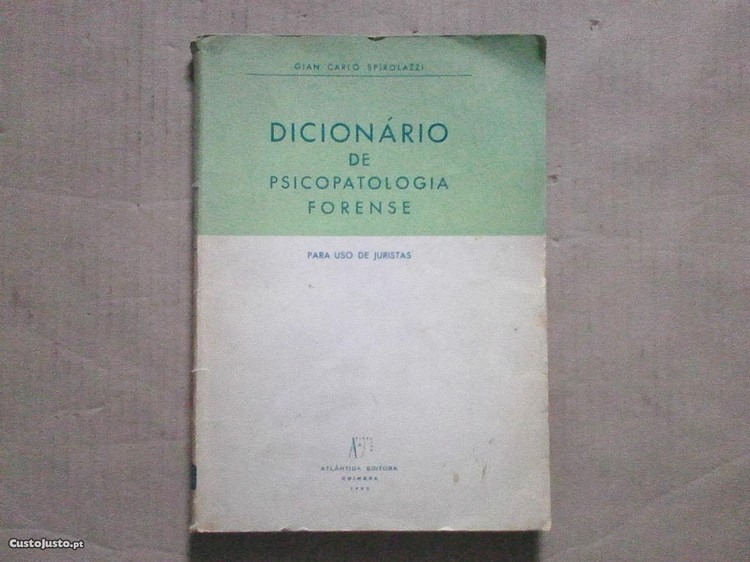 GIAN CARLO SPIROLAZZI
DICIONÁRIO
DE
PSICOPATOLOGIA
FORENSE
PARA USO DE JURISTAS
ATLÂNTIDA EDITORA
COIMBRA
CustoJusto.pt